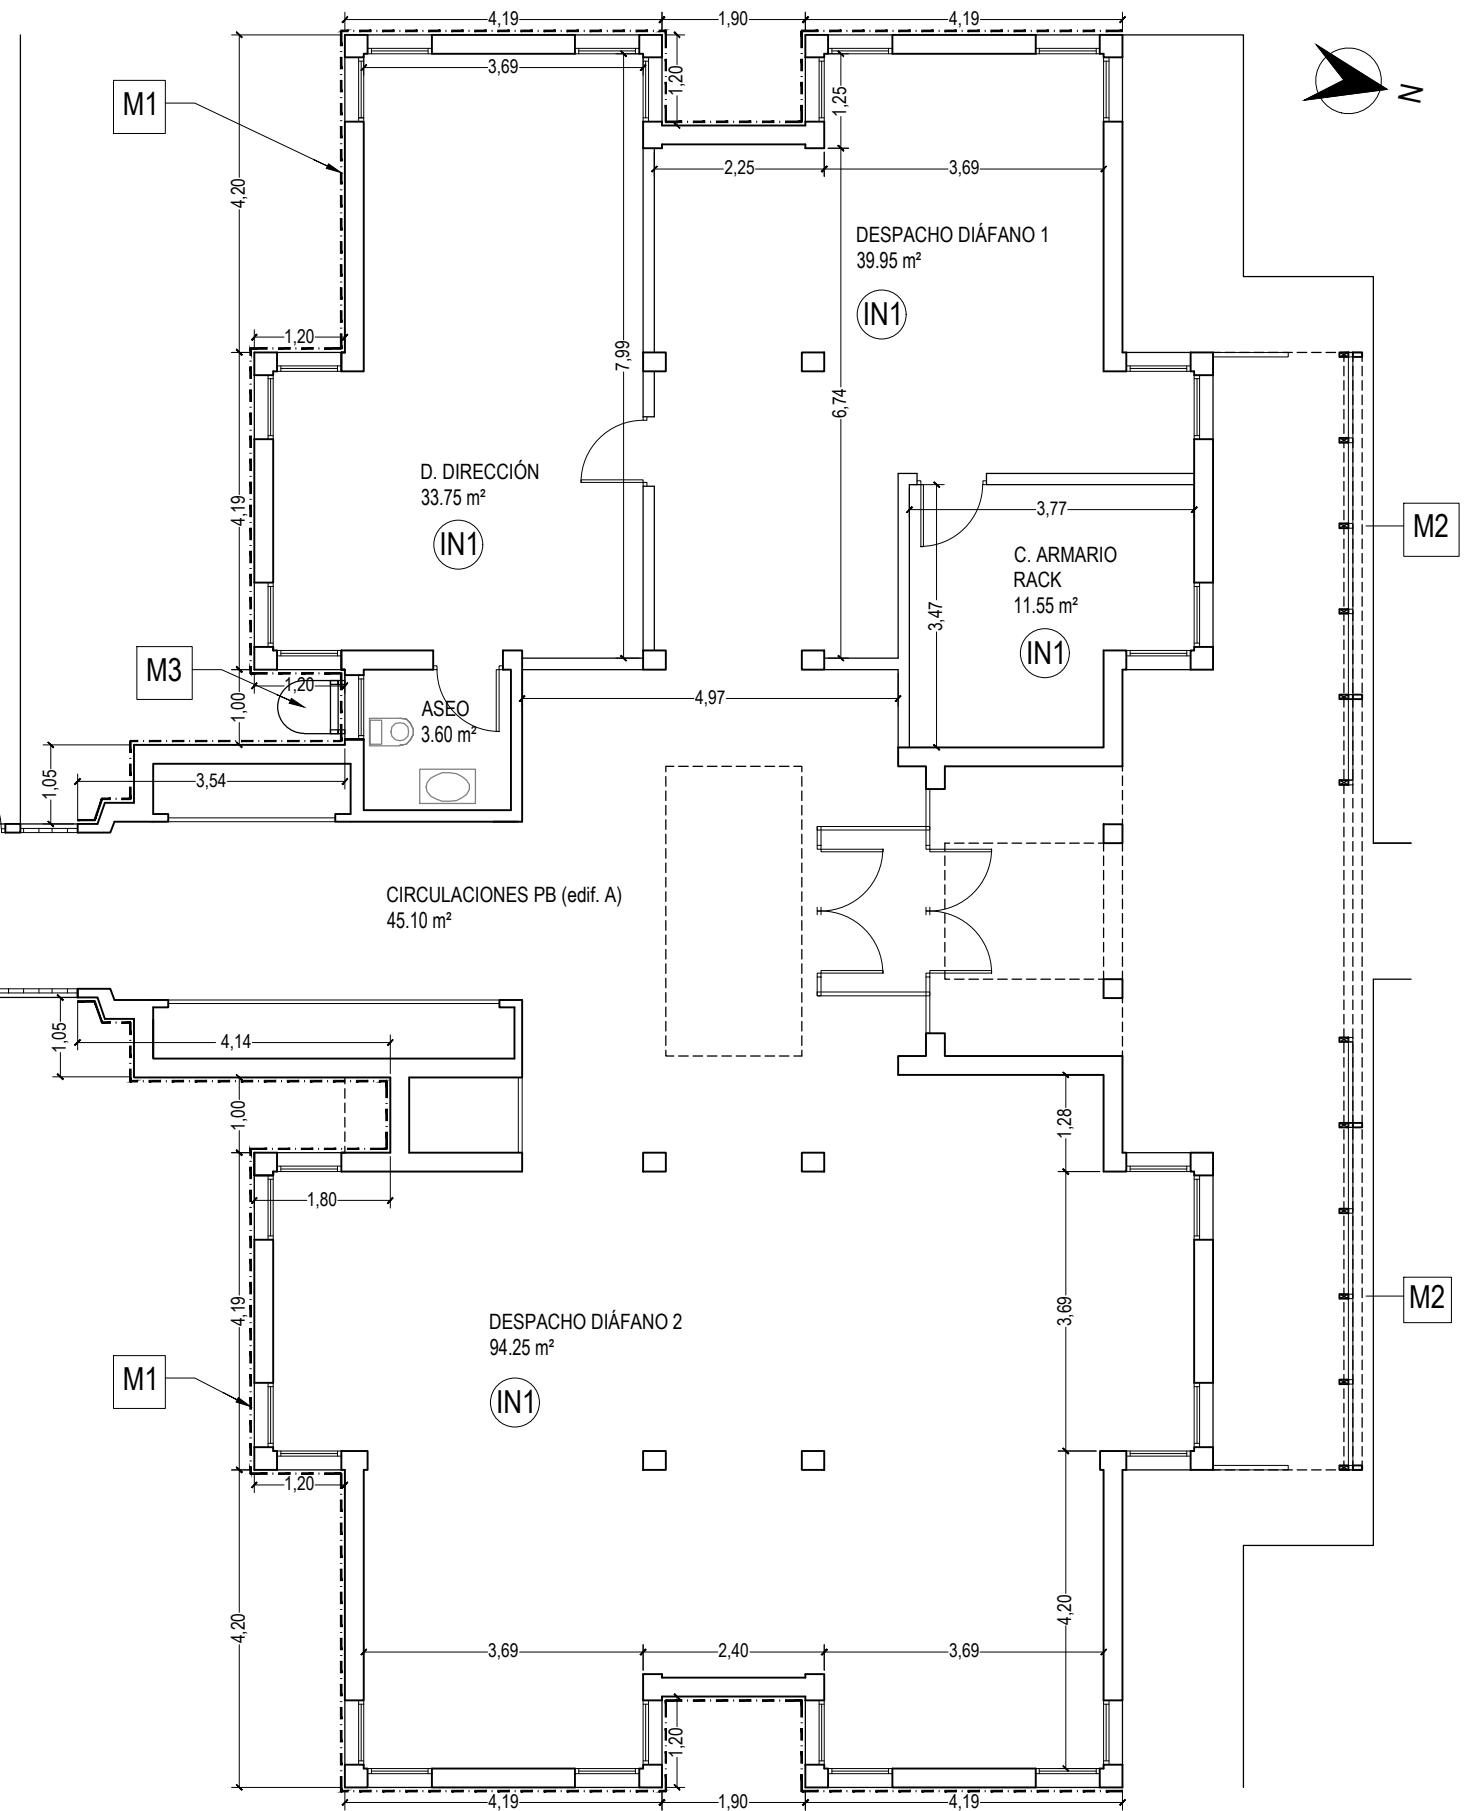 4,19
1,90
4,19
N
3,69
1,20
1,25
M1
2,25
3,69
4,20
DESPACHO DIÁFANO 1
39.95 m²
IN1
1,20
7,99
6,74
D. DIRECCIÓN
33.75 m²
IN1
4,19
3,77
M2
C. ARMARIO
RACK
11.55 m²
IN1
3,47
M3
1,20
1,00
ASEO
3.60 m²
4,97
1,05
3,54
CIRCULACIONES PB (edif. A)
45.10 m²
1,05
4,14
1,00
1,28
1,80
4,19
DESPACHO DIÁFANO 2
94.25 m²
IN1
3,69
M2
M1
1,20
4,20
4,20
3,69
2,40
3,69
1,20
4,19
1,90
4,19